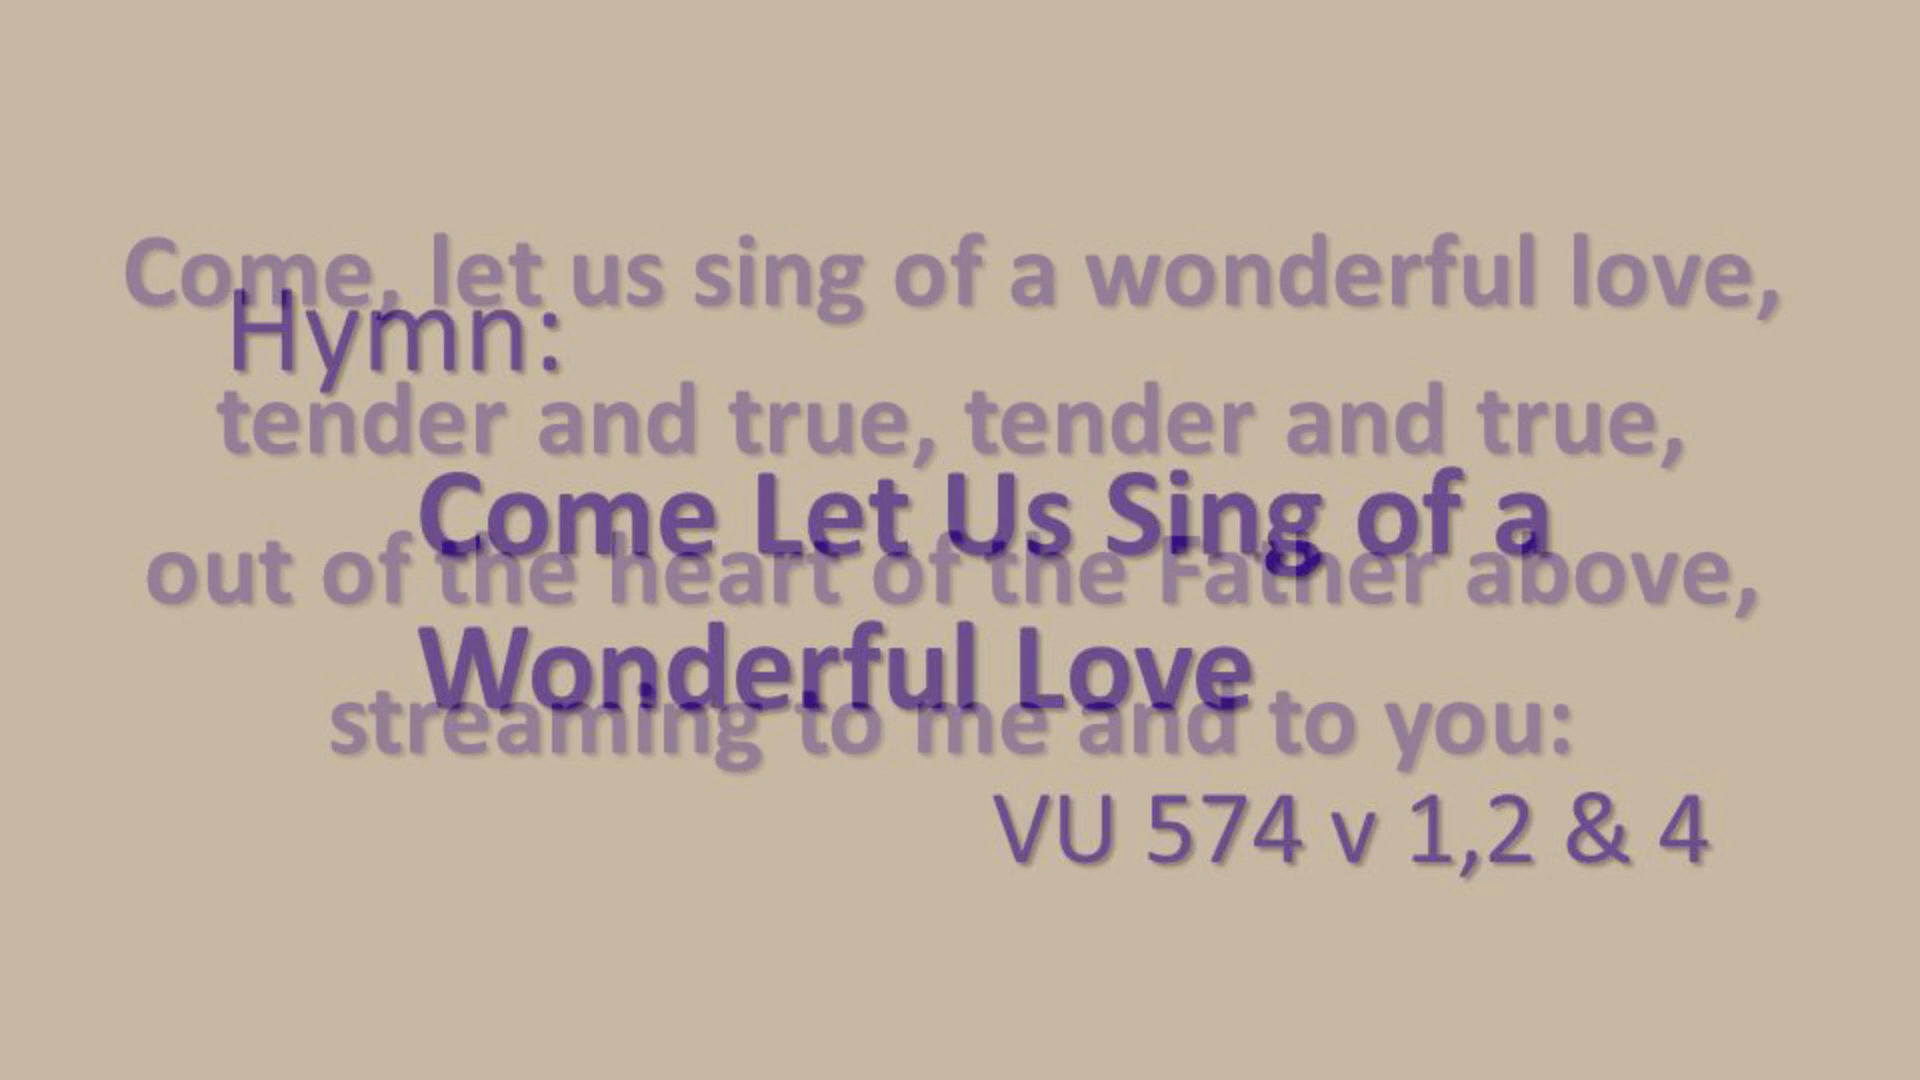 Come, let us sing of a wonderful love,
Hymn:
tender and true, tender and true,
Come Let Us Sing of a
out of the heart of the Father above,
Wonderful Love
streaming to me and to you:
VU 574 v 1,2 & 4